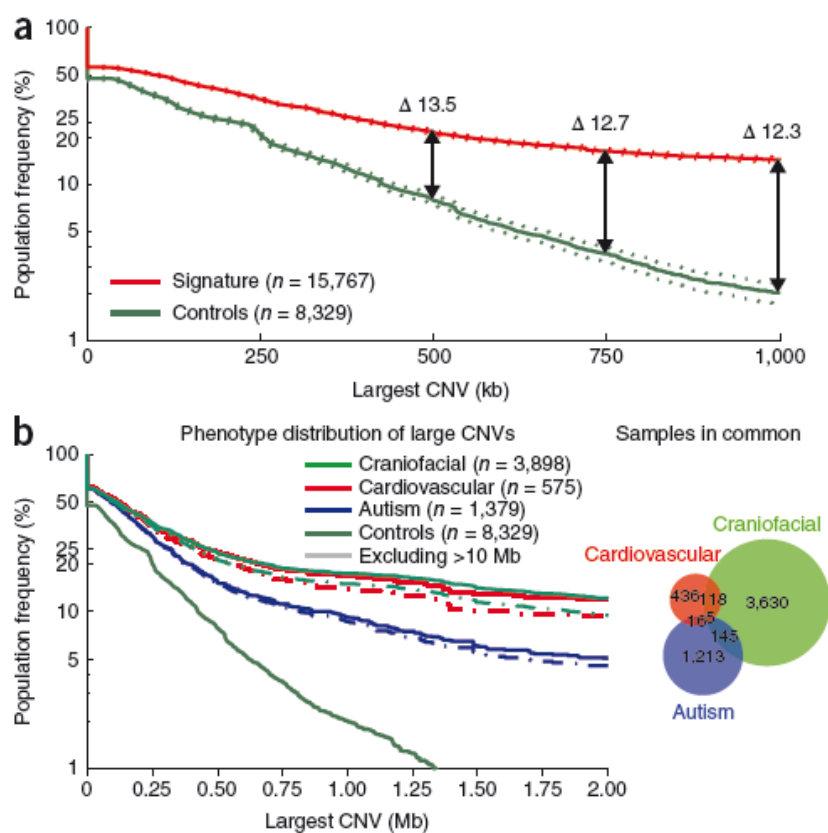 a
100
50
25
20
10
5
1
Population frequency (%)
Δ 13.5
Δ 12.7
Δ 12.3
Signature (n = 15,767)
Controls (n = 8,329)
0
250
500
750
1,000
Largest CNV (kb)
b
Phenotype distribution of large CNVs
Samples in common
100
50
25
20
10
5
1
Population frequency (%)
Craniofacial (n = 3,898)
Cardiovascular (n = 575)
Autism (n = 1,379)
Controls (n = 8,329)
Excluding >10 Mb
Craniofacial
Cardiovascular
436
118
3,630
16
5
145
1,213
Autism
0
0.25
0.50
0.75
1.00
1.25
1.50
1.75
2.00
Largest CNV (Mb)